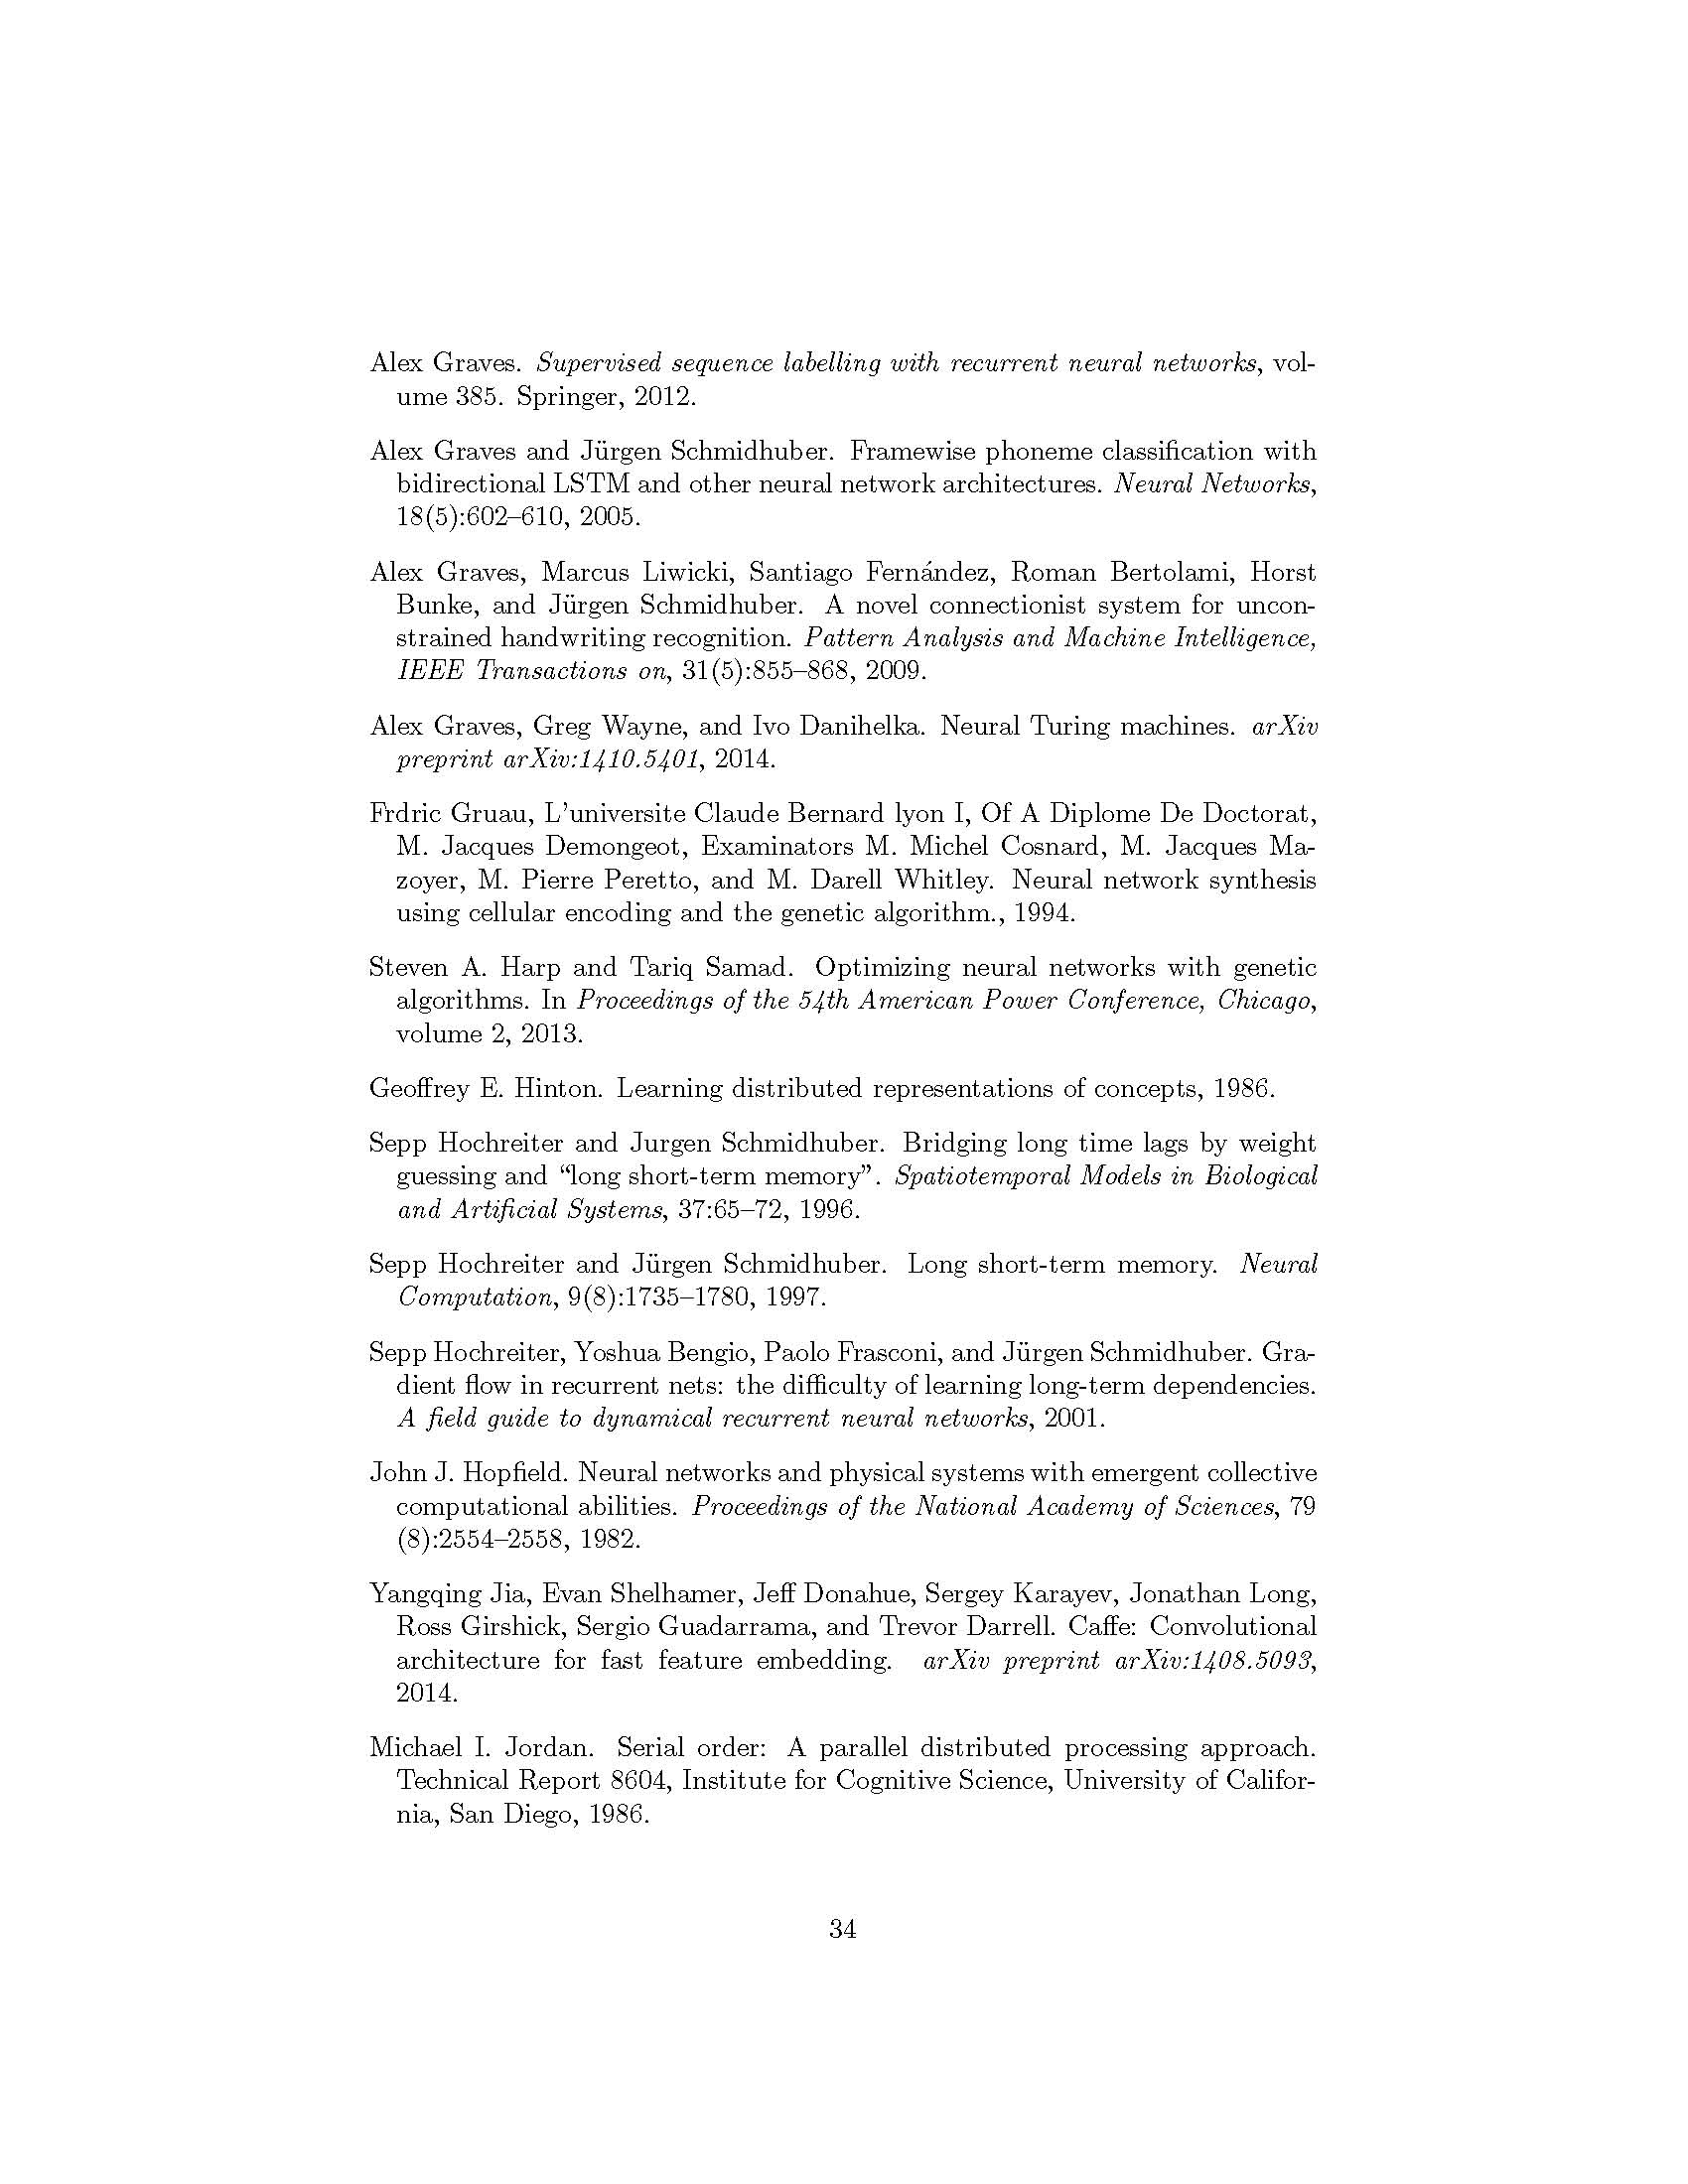 Alex Graves. Supervised sequence labelling with recurrent neural networks, vol-
ume 385. Springer, 2012.
Alex Graves and Jürgen Schmidhuber. Framewise phoneme classification with
bidirectional LSTM and other neural network architectures. Neural Networks,
18(5):602–610, 2005.
Alex Graves, Marcus Liwicki, Santiago Fernández, Roman Bertolami, Horst
Bunke, and Jürgen Schmidhuber. A novel connectionist system for uncon-
strained handwriting recognition. Pattern Analysis and Machine Intelligence,
IEEE Transactions on, 31(5):855–868, 2009.
Alex Graves, Greg Wayne, and Ivo Danihelka. Neural Turing machines. arXiv
preprint arXiv:1410.5401, 2014.
Frdric Gruau, L'universite Claude Bernard lyon I, Of A Diplome De Doctorat,
M. Jacques Demongeot, Examinators M. Michel Cosnard, M. Jacques Ma-
zoyer, M. Pierre Peretto, and M. Darell Whitley. Neural network synthesis
using cellular encoding and the genetic algorithm., 1994.
Steven A. Harp and Tariq Samad. Optimizing neural networks with genetic
algorithms. In Proceedings of the 54th American Power Conference, Chicago,
volume 2, 2013.
Geoffrey E. Hinton. Learning distributed representations of concepts, 1986.
Sepp Hochreiter and Jurgen Schmidhuber. Bridging long time lags by weight
guessing and “long short-term memory”. Spatiotemporal Models in Biological
and Artificial Systems, 37:65–72, 1996.
Sepp Hochreiter and Jürgen Schmidhuber. Long short-term memory. Neural
Computation, 9(8):1735–1780, 1997.
Sepp Hochreiter, Yoshua Bengio, Paolo Frasconi, and Jürgen Schmidhuber. Gra-
dient flow in recurrent nets: the difficulty of learning long-term dependencies.
A field guide to dynamical recurrent neural networks, 2001.
John J. Hopfield. Neural networks and physical systems with emergent collective
computational abilities. Proceedings of the National Academy of Sciences, 79
(8):2554–2558, 1982.
Yangqing Jia, Evan Shelhamer, Jeff Donahue, Sergey Karayev, Jonathan Long,
Ross Girshick, Sergio Guadarrama, and Trevor Darrell. Caffe: Convolutional
architecture for fast feature embedding. arXiv preprint arXiv:1408.5093,
2014.
Michael I. Jordan. Serial order: A parallel distributed processing approach.
Technical Report 8604, Institute for Cognitive Science, University of Califor-
nia, San Diego, 1986.
34